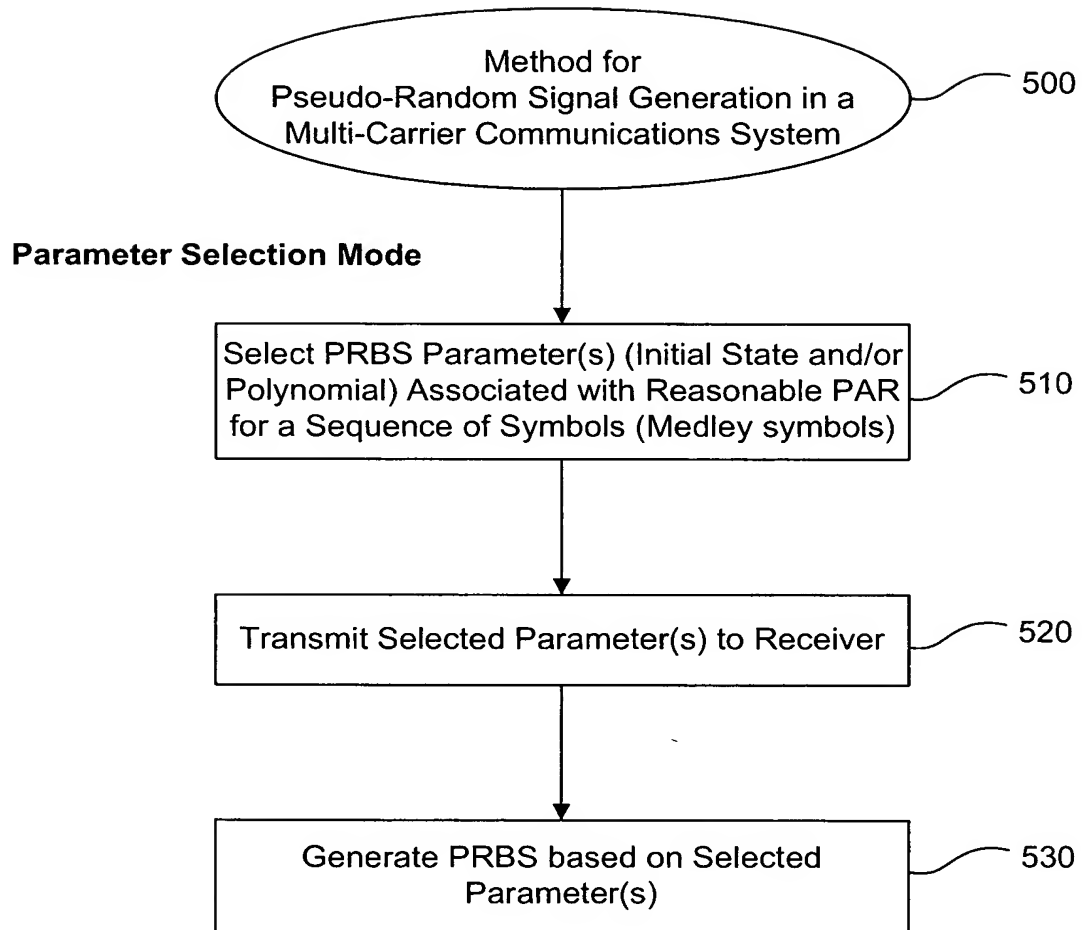 Method for
Pseudo-Random Signal Generation in a
Multi-Carrier Communications System
500
Parameter Selection Mode
Select PRBS Parameter(s) (Initial State and/or
Polynomial) Associated with Reasonable PAR
for a Sequence of Symbols (Medley symbols)
510
Transmit Selected Parameter(s) to Receiver
520
Generate PRBS based on Selected
Parameter(s)
530